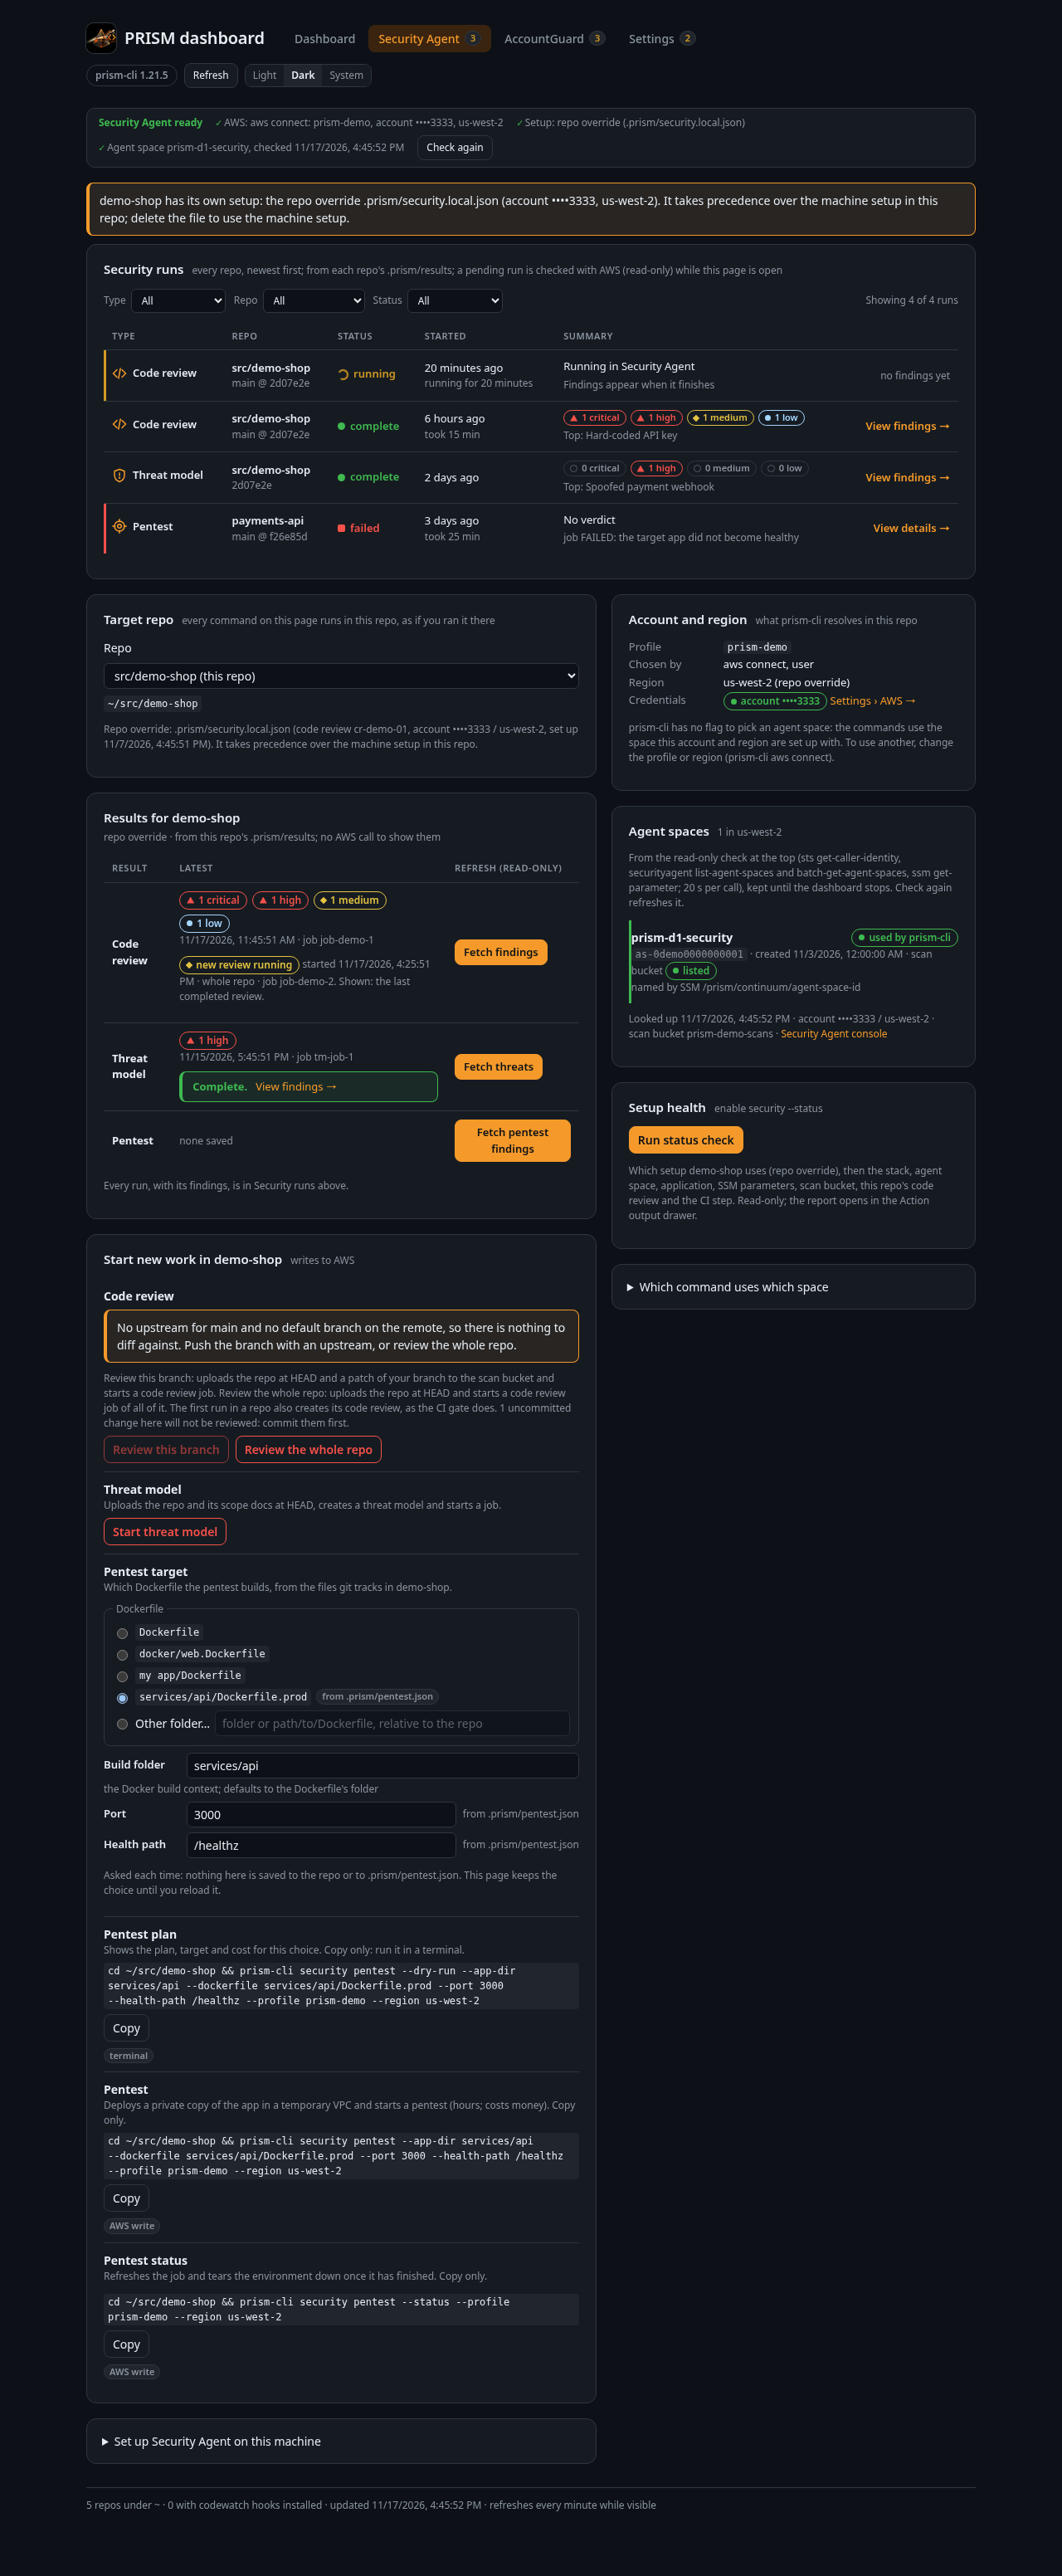 PRISM dashboard
Dashboard
Security Agent 3
AccountGuard 3
Settings 2
prism-cli 1.21.5
Refresh
Light Dark System
Security Agent ready ✓ AWS: aws connect: prism-demo, account ••••3333, us-west-2 ✓ Setup: repo override (.prism/security.local.json)
✓ Agent space prism-d1-security, checked 11/17/2026, 4:45:52 PM Check again
demo-shop has its own setup: the repo override .prism/security.local.json (account ••••3333, us-west-2). It takes precedence over the machine setup in this
repo; delete the file to use the machine setup.
Security runs every repo, newest first; from each repo's .prism/results; a pending run is checked with AWS (read-only) while this page is open
Type All Repo All Status All Showing 4 of 4 runs
TYPE REPO STATUS STARTED SUMMARY
Code review src/demo-shop running 20 minutes ago Running in Security Agent no findings yet
main @ 2d07e2e running for 20 minutes Findings appear when it finishes
Code review src/demo-shop complete 6 hours ago 1 critical 1 high 1 medium 1 low View findings →
main @ 2d07e2e took 15 min Top: Hard-coded API key
Threat model src/demo-shop complete 2 days ago 0 critical 1 high 0 medium 0 low View findings →
2d07e2e Top: Spoofed payment webhook
Pentest payments-api failed 3 days ago No verdict View details →
main @ f26e85d took 25 min job FAILED: the target app did not become healthy
Target repo every command on this page runs in this repo, as if you ran it there
Repo
src/demo-shop (this repo)
~/src/demo-shop
Repo override: .prism/security.local.json (code review cr-demo-01, account ••••3333 / us-west-2, set up
11/7/2026, 4:45:51 PM). It takes precedence over the machine setup in this repo.
Results for demo-shop
repo override · from this repo's .prism/results; no AWS call to show them
RESULT LATEST REFRESH (READ-ONLY)
1 critical 1 high 1 medium
1 low
11/17/2026, 11:45:51 AM · job job-demo-1
Code
review
new review running started 11/17/2026, 4:25:51
PM · whole repo · job job-demo-2. Shown: the last
completed review.
Fetch findings
Threat
model
1 high
11/15/2026, 5:45:51 PM · job tm-job-1
Complete. View findings →
Fetch threats
Pentest none saved
Fetch pentest
findings
Every run, with its findings, is in Security runs above.
Start new work in demo-shop writes to AWS
Code review
No upstream for main and no default branch on the remote, so there is nothing to
diff against. Push the branch with an upstream, or review the whole repo.
Review this branch: uploads the repo at HEAD and a patch of your branch to the scan bucket and
starts a code review job. Review the whole repo: uploads the repo at HEAD and starts a code review
job of all of it. The first run in a repo also creates its code review, as the CI gate does. 1 uncommitted
change here will not be reviewed: commit them first.
Review this branch Review the whole repo
Threat model
Uploads the repo and its scope docs at HEAD, creates a threat model and starts a job.
Start threat model
Pentest target
Which Dockerfile the pentest builds, from the files git tracks in demo-shop.
Dockerfile
Dockerfile
docker/web.Dockerfile
my app/Dockerfile
services/api/Dockerfile.prod from .prism/pentest.json
Other folder... folder or path/to/Dockerfile, relative to the repo
Build folder services/api
the Docker build context; defaults to the Dockerfile's folder
Port 3000 from .prism/pentest.json
Health path /healthz from .prism/pentest.json
Asked each time: nothing here is saved to the repo or to .prism/pentest.json. This page keeps the
choice until you reload it.
Pentest plan
Shows the plan, target and cost for this choice. Copy only: run it in a terminal.
cd ~/src/demo-shop && prism-cli security pentest --dry-run --app-dir
services/api --dockerfile services/api/Dockerfile.prod --port 3000
--health-path /healthz --profile prism-demo --region us-west-2
Copy
terminal
Pentest
Deploys a private copy of the app in a temporary VPC and starts a pentest (hours; costs money). Copy
only.
cd ~/src/demo-shop && prism-cli security pentest --app-dir services/api
--dockerfile services/api/Dockerfile.prod --port 3000 --health-path /healthz
--profile prism-demo --region us-west-2
Copy
AWS write
Pentest status
Refreshes the job and tears the environment down once it has finished. Copy only.
cd ~/src/demo-shop && prism-cli security pentest --status --profile
prism-demo --region us-west-2
Copy
AWS write
Set up Security Agent on this machine
Account and region what prism-cli resolves in this repo
Profile prism-demo
Chosen by aws connect, user
Region us-west-2 (repo override)
Credentials account ••••3333 Settings › AWS →
prism-cli has no flag to pick an agent space: the commands use the
space this account and region are set up with. To use another, change
the profile or region (prism-cli aws connect).
Agent spaces 1 in us-west-2
From the read-only check at the top (sts get-caller-identity,
securityagent list-agent-spaces and batch-get-agent-spaces, ssm get-
parameter; 20 s per call), kept until the dashboard stops. Check again
refreshes it.
prism-d1-security used by prism-cli
as-0demo0000000001 · created 11/3/2026, 12:00:00 AM · scan
bucket listed
named by SSM /prism/continuum/agent-space-id
Looked up 11/17/2026, 4:45:52 PM · account ••••3333 / us-west-2 ·
scan bucket prism-demo-scans · Security Agent console
Setup health enable security --status
Run status check
Which setup demo-shop uses (repo override), then the stack, agent
space, application, SSM parameters, scan bucket, this repo's code
review and the CI step. Read-only; the report opens in the Action
output drawer.
Which command uses which space
5 repos under ~ · 0 with codewatch hooks installed · updated 11/17/2026, 4:45:52 PM · refreshes every minute while visible